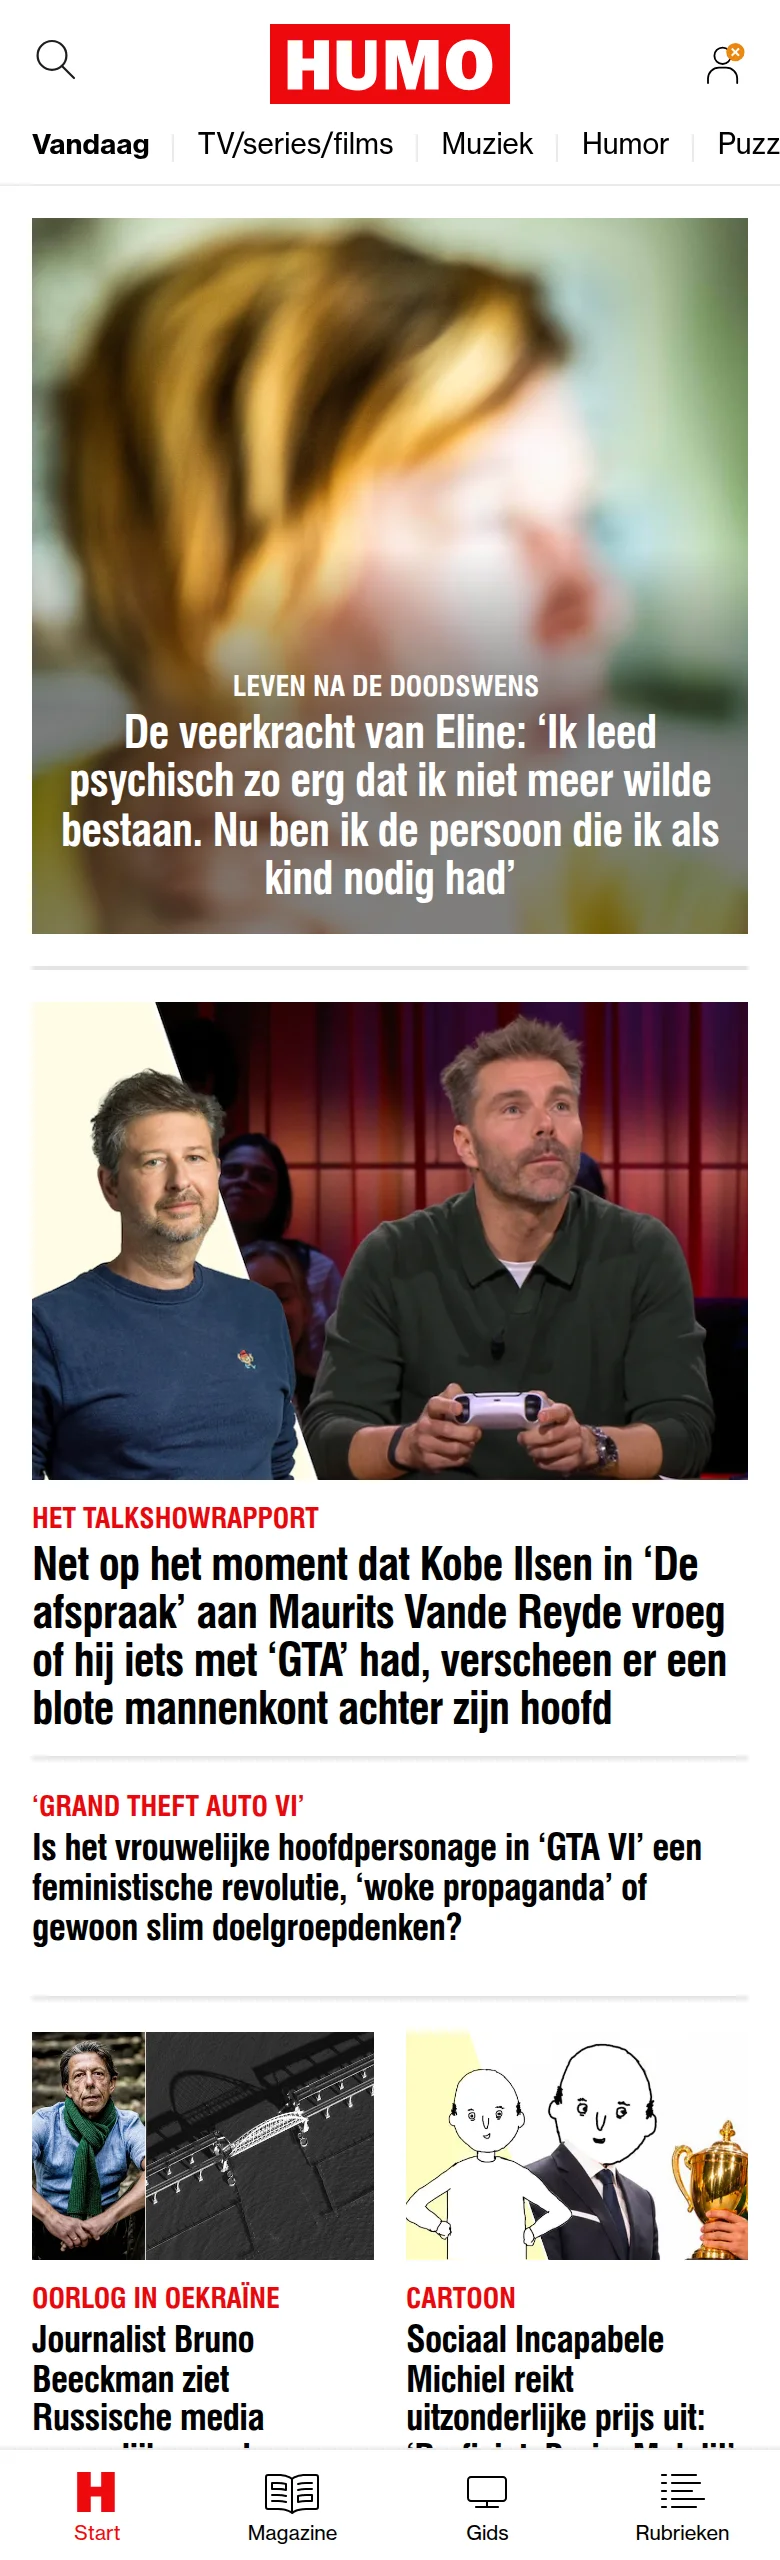 HUMO
Vandaag
TV/series/films
Muziek
Humor
Puzz
LEVEN NA DE DOODSWENS
De veerkracht van Eline: ‘Ik leed
psychisch zo erg dat ik niet meer wilde
bestaan. Nu ben ik de persoon die ik als
kind nodig had’
HET TALKSHOWRAPPORT
Net op het moment dat Kobe Ilsen in ‘De
afspraak’ aan Maurits Vande Reyde vroeg
of hij iets met ‘GTA’ had, verscheen er een
blote mannenkont achter zijn hoofd
‘GRAND THEFT AUTO VI’
Is het vrouwelijke hoofdpersonage in ‘GTA VI’ een
feministische revolutie, ‘woke propaganda’ of
gewoon slim doelgroepdenken?
OORLOG IN OEKRAÏNE
Journalist Bruno
Beeckman ziet
Russische media
CARTOON
Sociaal Incapabele
Michiel reikt
uitzonderlijke prijs uit:
H
Start
Magazine
Gids
Rubrieken